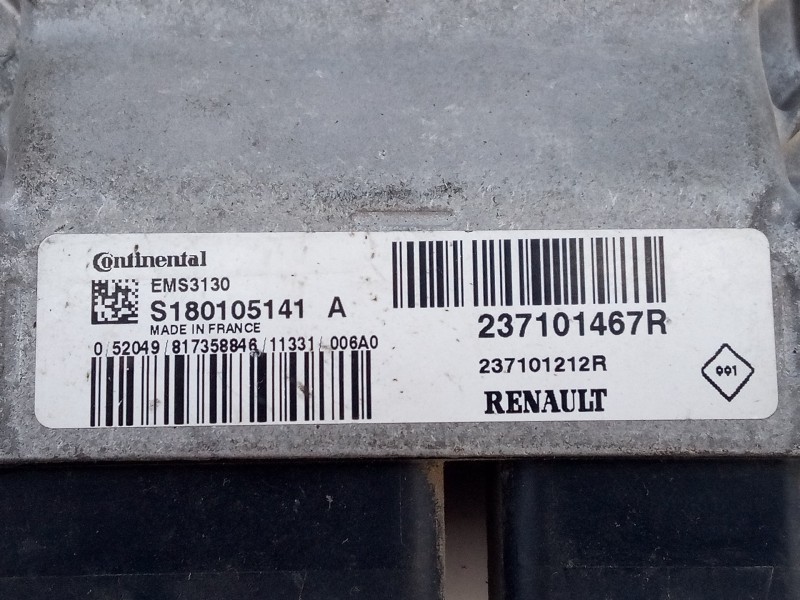 Continental
EMS3130
S180105141 A
MADE IN FRANCE
0/52049/817358846/11331/006A0
237101467R
237101212R
RENAULT
991